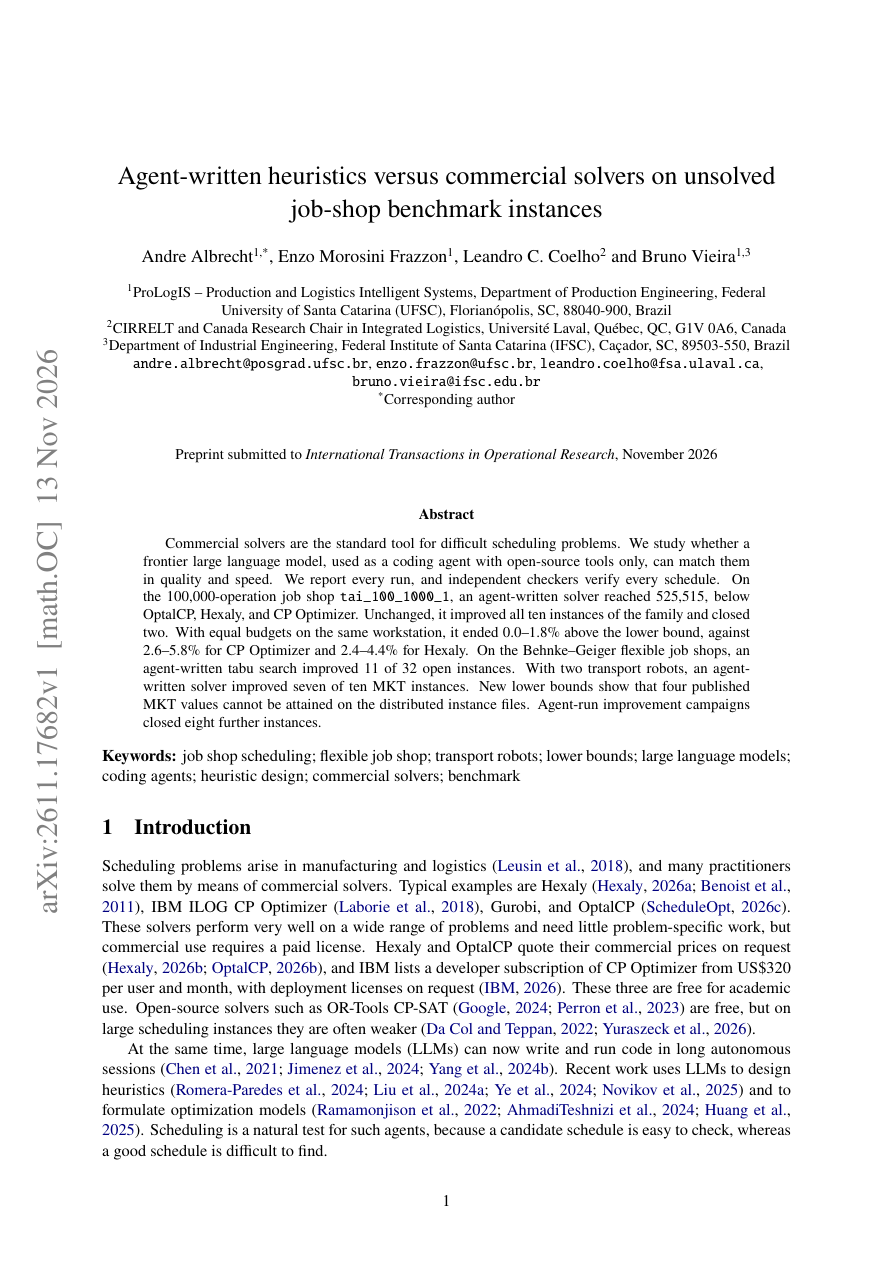 Agent-written heuristics versus commercial solvers on unsolved
job-shop benchmark instances
Andre Albrecht1,*, Enzo Morosini Frazzon1, Leandro C. Coelho2 and Bruno Vieira1,3
1ProLogIS – Production and Logistics Intelligent Systems, Department of Production Engineering, Federal
University of Santa Catarina (UFSC), Florianópolis, SC, 88040-900, Brazil
2CIRRELT and Canada Research Chair in Integrated Logistics, Université Laval, Québec, QC, G1V 0A6, Canada
3Department of Industrial Engineering, Federal Institute of Santa Catarina (IFSC), Caçador, SC, 89503-550, Brazil
andre.albrecht@posgrad.ufsc.br, enzo.frazzon@ufsc.br, leandro.coelho@fsa.ulaval.ca,
bruno.vieira@ifsc.edu.br
*Corresponding author
Preprint submitted to International Transactions in Operational Research, November 2026
Abstract
Commercial solvers are the standard tool for difficult scheduling problems. We study whether a
frontier large language model, used as a coding agent with open-source tools only, can match them
in quality and speed. We report every run, and independent checkers verify every schedule. On
the 100,000-operation job shop tai_100_1000_1, an agent-written solver reached 525,515, below
OptalCP, Hexaly, and CP Optimizer. Unchanged, it improved all ten instances of the family and closed
two. With equal budgets on the same workstation, it ended 0.0–1.8% above the lower bound, against
2.6–5.8% for CP Optimizer and 2.4–4.4% for Hexaly. On the Behnke–Geiger flexible job shops, an
agent-written tabu search improved 11 of 32 open instances. With two transport robots, an agent-
written solver improved seven of ten MKT instances. New lower bounds show that four published
MKT values cannot be attained on the distributed instance files. Agent-run improvement campaigns
closed eight further instances.
Keywords: job shop scheduling; flexible job shop; transport robots; lower bounds; large language models;
coding agents; heuristic design; commercial solvers; benchmark
1 Introduction
Scheduling problems arise in manufacturing and logistics (Leusin et al., 2018), and many practitioners
solve them by means of commercial solvers. Typical examples are Hexaly (Hexaly, 2026a; Benoist et al.,
2011), IBM ILOG CP Optimizer (Laborie et al., 2018), Gurobi, and OptalCP (ScheduleOpt, 2026c).
These solvers perform very well on a wide range of problems and need little problem-specific work, but
commercial use requires a paid license. Hexaly and OptalCP quote their commercial prices on request
(Hexaly, 2026b; OptalCP, 2026b), and IBM lists a developer subscription of CP Optimizer from US$320
per user and month, with deployment licenses on request (IBM, 2026). These three are free for academic
use. Open-source solvers such as OR-Tools CP-SAT (Google, 2024; Perron et al., 2023) are free, but on
large scheduling instances they are often weaker (Da Col and Teppan, 2022; Yuraszeck et al., 2026).
At the same time, large language models (LLMs) can now write and run code in long autonomous
sessions (Chen et al., 2021; Jimenez et al., 2024; Yang et al., 2024b). Recent work uses LLMs to design
heuristics (Romera-Paredes et al., 2024; Liu et al., 2024a; Ye et al., 2024; Novikov et al., 2025) and to
formulate optimization models (Ramamonjison et al., 2022; AhmadiTeshnizi et al., 2024; Huang et al.,
2025). Scheduling is a natural test for such agents, because a candidate schedule is easy to check, whereas
a good schedule is difficult to find.
1
arXiv:2611.17682v1 [math.OC] 13 Nov 2026